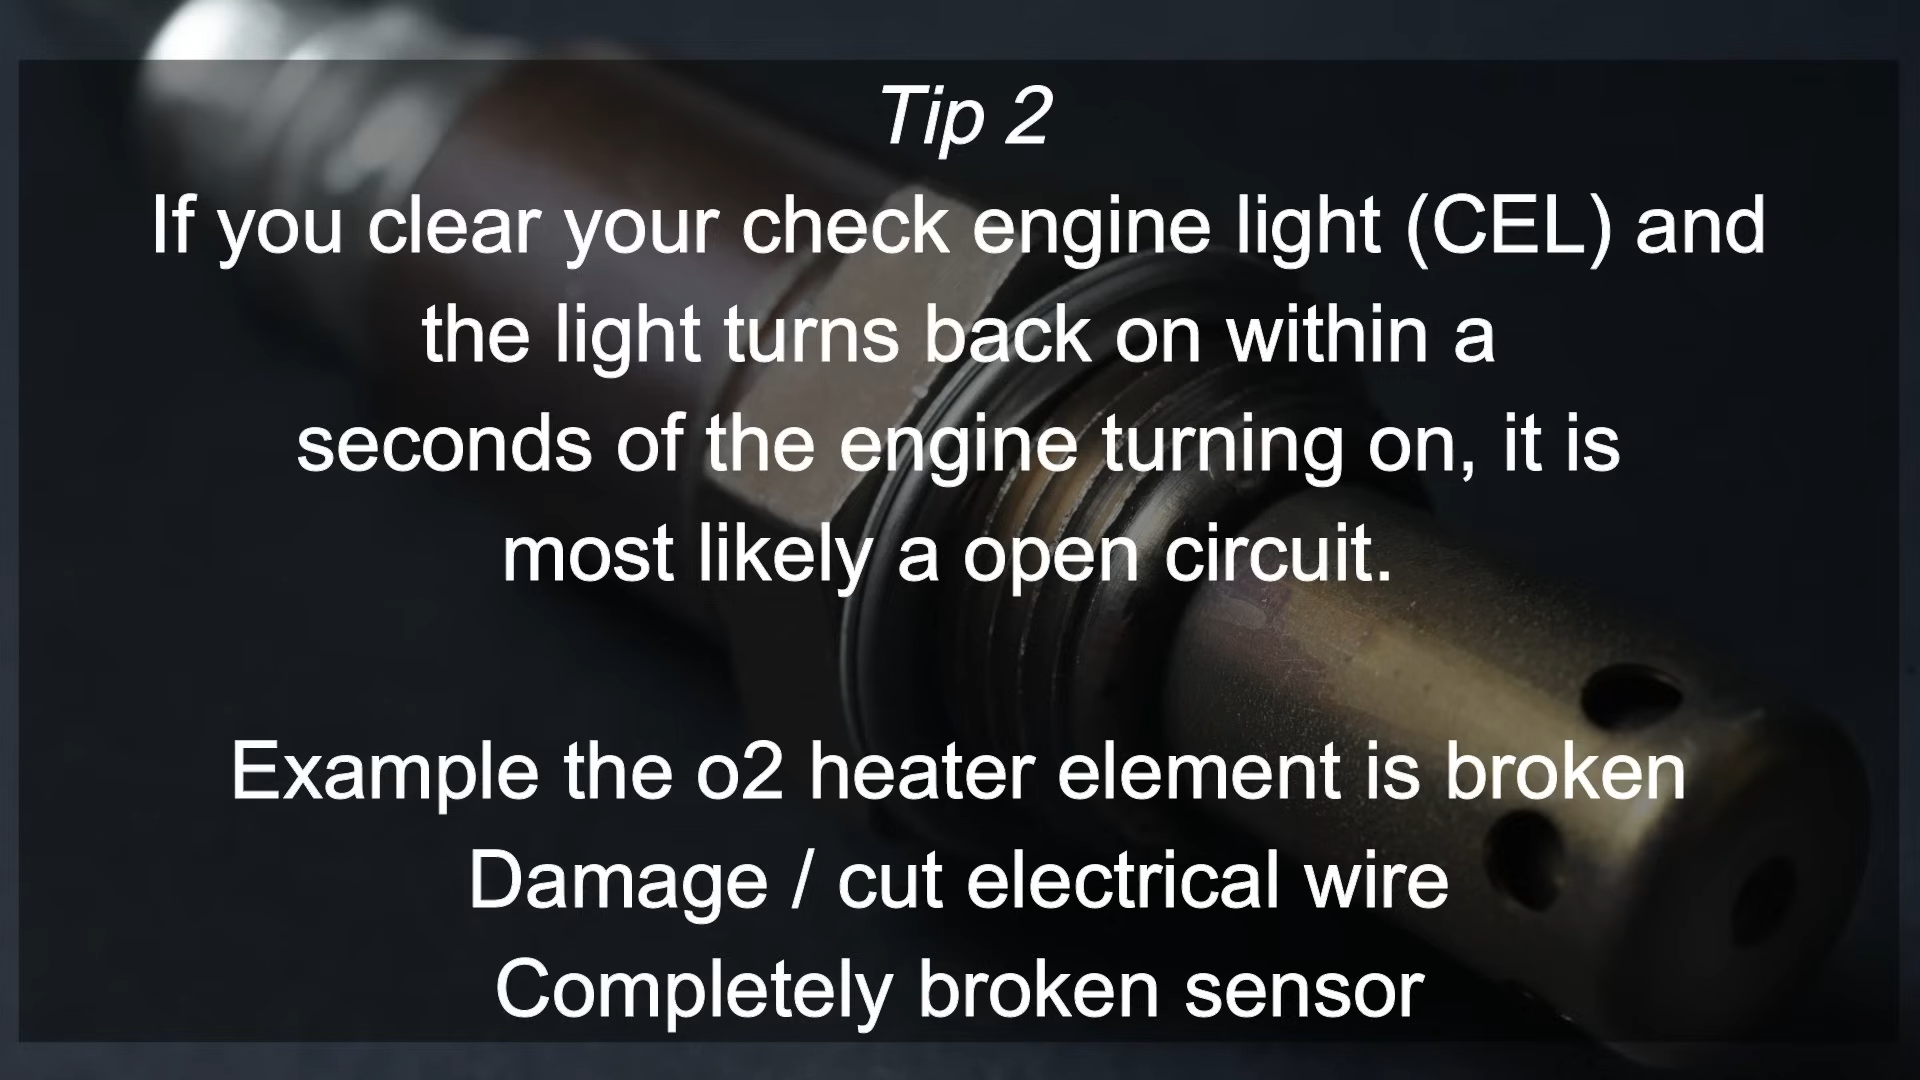 Tip 2
If you clear your check engine light (CEL) and
the light turns back on within a
seconds of the engine turning on, it is
most likely a open circuit.
Example the o2 heater element is broken
Damage / cut electrical wire
Completely broken sensor